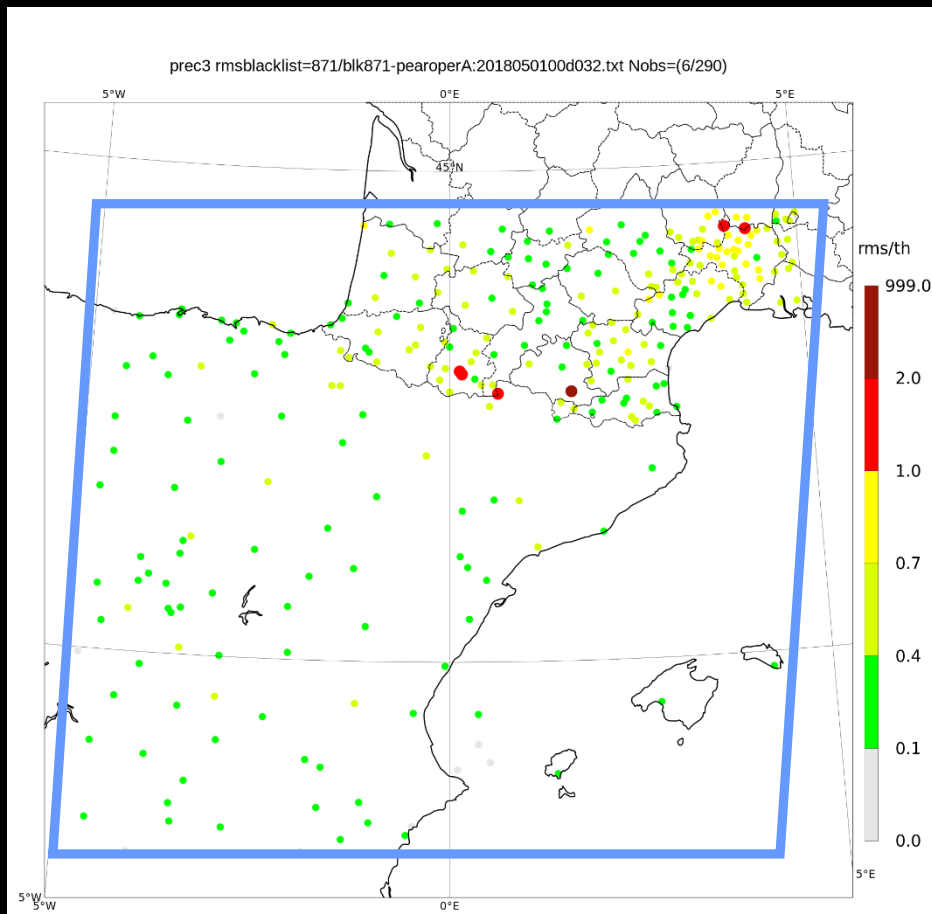 prec3 rmsblacklist=871/blk871-pearoperA:2018050100d032.txt Nobs=(6/290)
5°W 0°E 5°E
45°N
rms/th
999.0
2.0
1.0
0.7
0.4
0.1
0.0
5°E
5°W
5°W 0°E